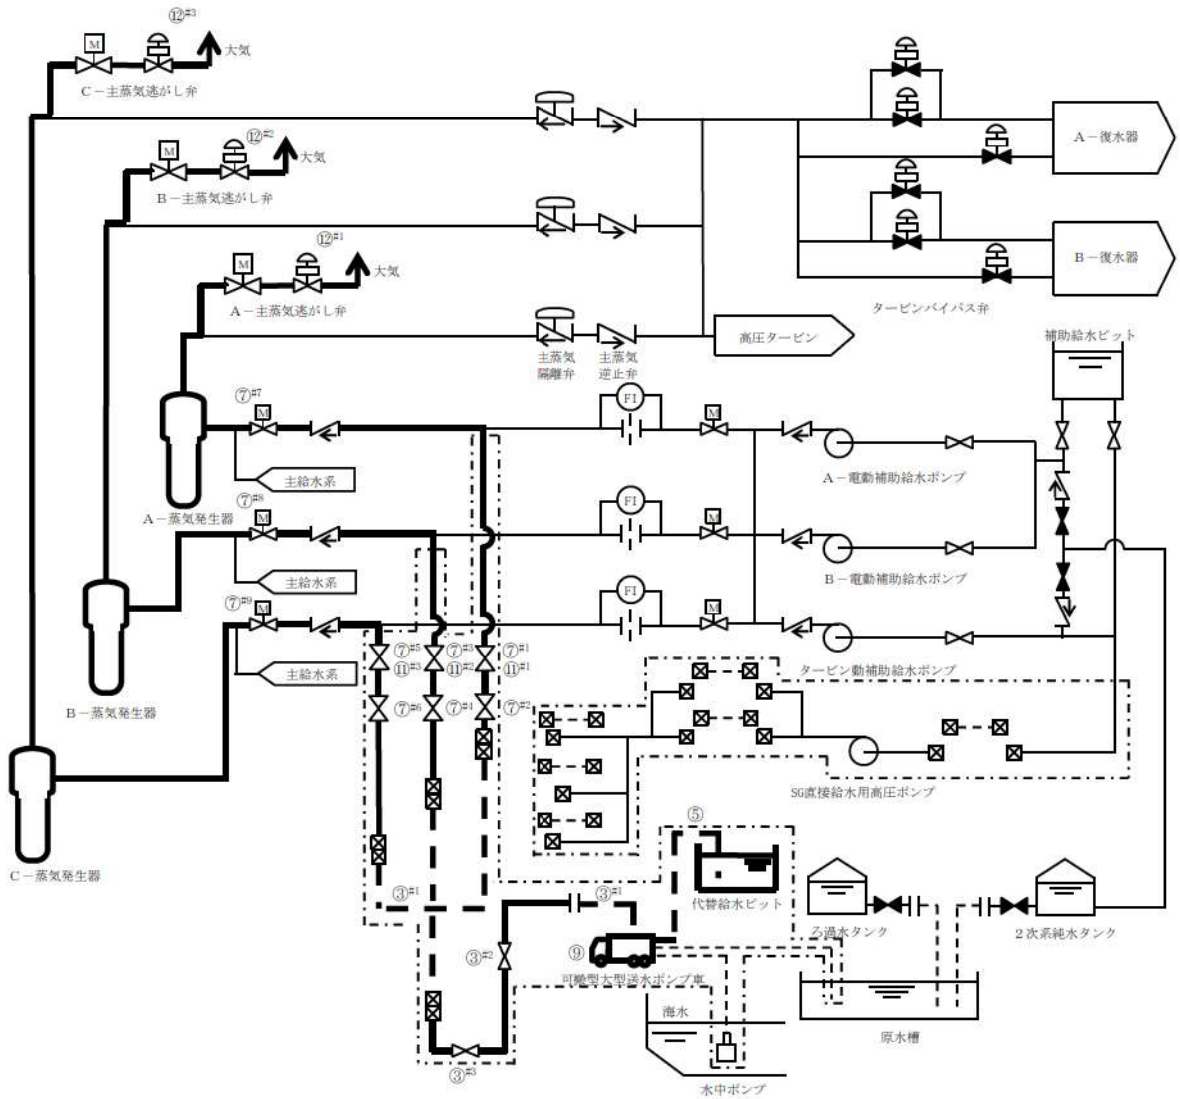 ⑫#3
M
大気
C－主蒸気逃がし弁
⑫#2
M
大気
B－主蒸気逃がし弁
⑫#1
M
大気
A－主蒸気逃がし弁
A－復水器
B－復水器
タービンバイパス弁
高圧タービン
主蒸気
隔離弁
主蒸気
逆止弁
補助給水ピット
⑦#7
M
FI
M
主給水系
A－電動補助給水ポンプ
A－蒸気発生器
⑦#8
M
FI
M
主給水系
B－電動補助給水ポンプ
⑦#9
M
FI
M
主給水系
タービン動補助給水ポンプ
B－蒸気発生器
⑦#5
⑪#3
⑦#3
⑪#2
⑦#1
⑪#1
⑦#6
⑦#4
⑦#2
SG直接給水用高圧ポンプ
C－蒸気発生器
⑤
代替給水ピット
ろ過水タンク
2次系純水タンク
③#1
③#1
③#2
⑨
可搬型大型送水ポンプ車
海水
原水槽
③#3
水中ポンプ